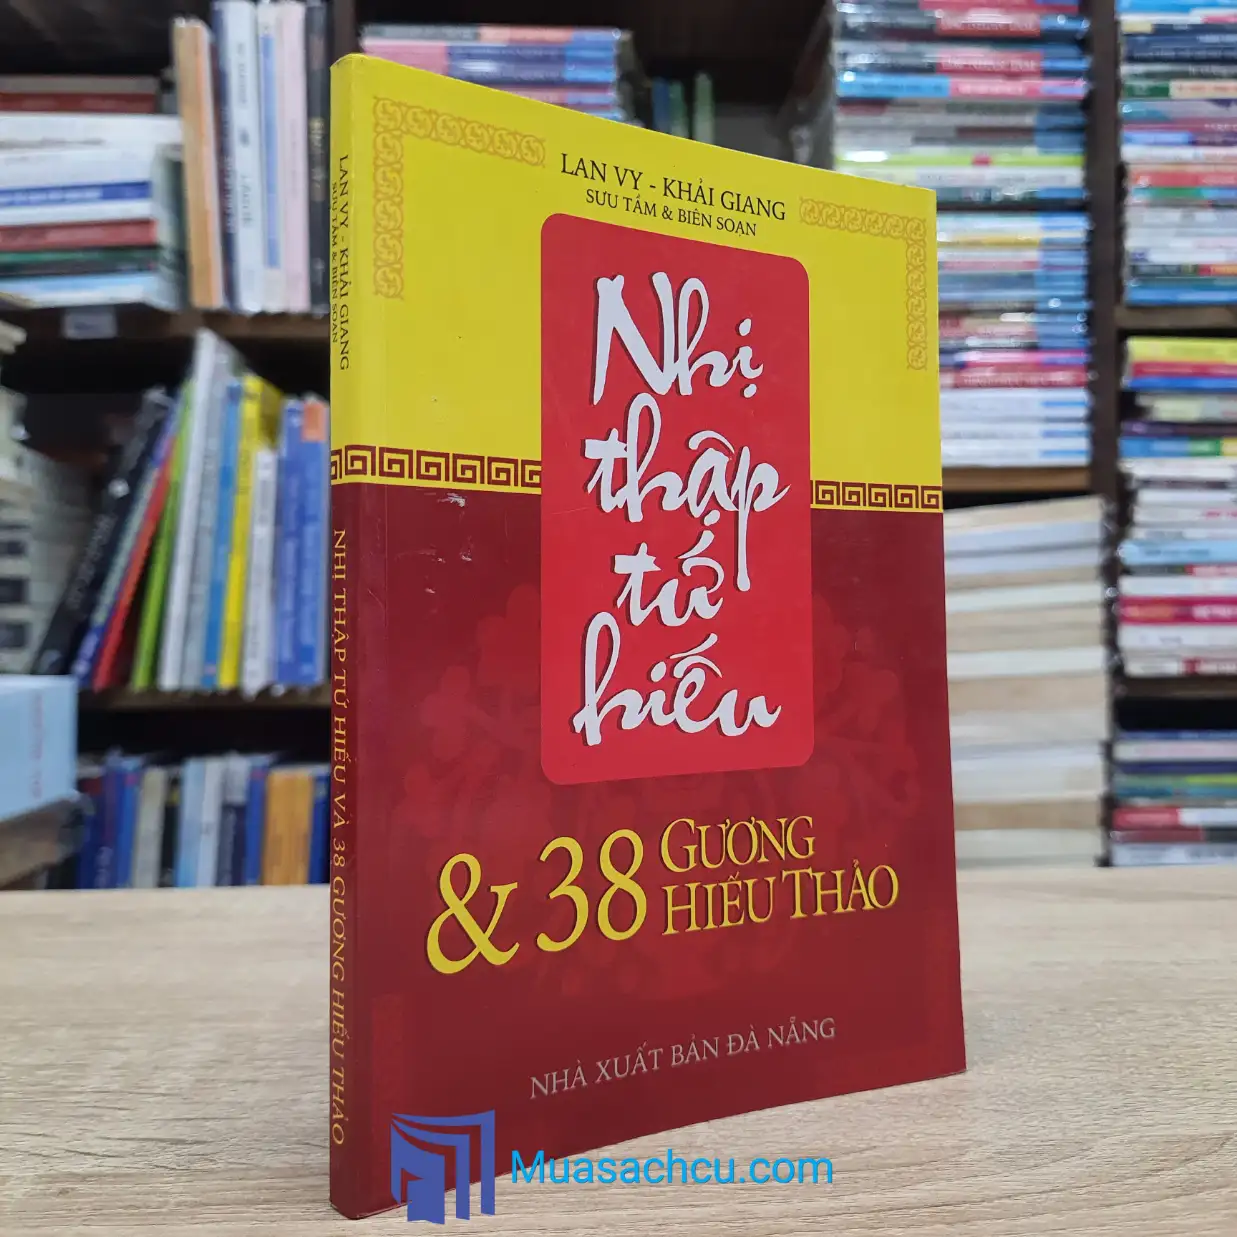 LAN VY - KHẢI GIANG
SƯU TẦM & BIÊN SOẠN
Nhị
thập
tứ
hiếu
& 38 GƯƠNG
HIẾU THẢO
NHÀ XUẤT BẢN ĐÀ NẴNG
LAN VY - KHẢI GIANG
SƯU TẦM & BIÊN SOẠN
NHỊ THẬP TỨ HIẾU VÀ 38 GƯƠNG HIẾU THẢO
Muasachcu.com